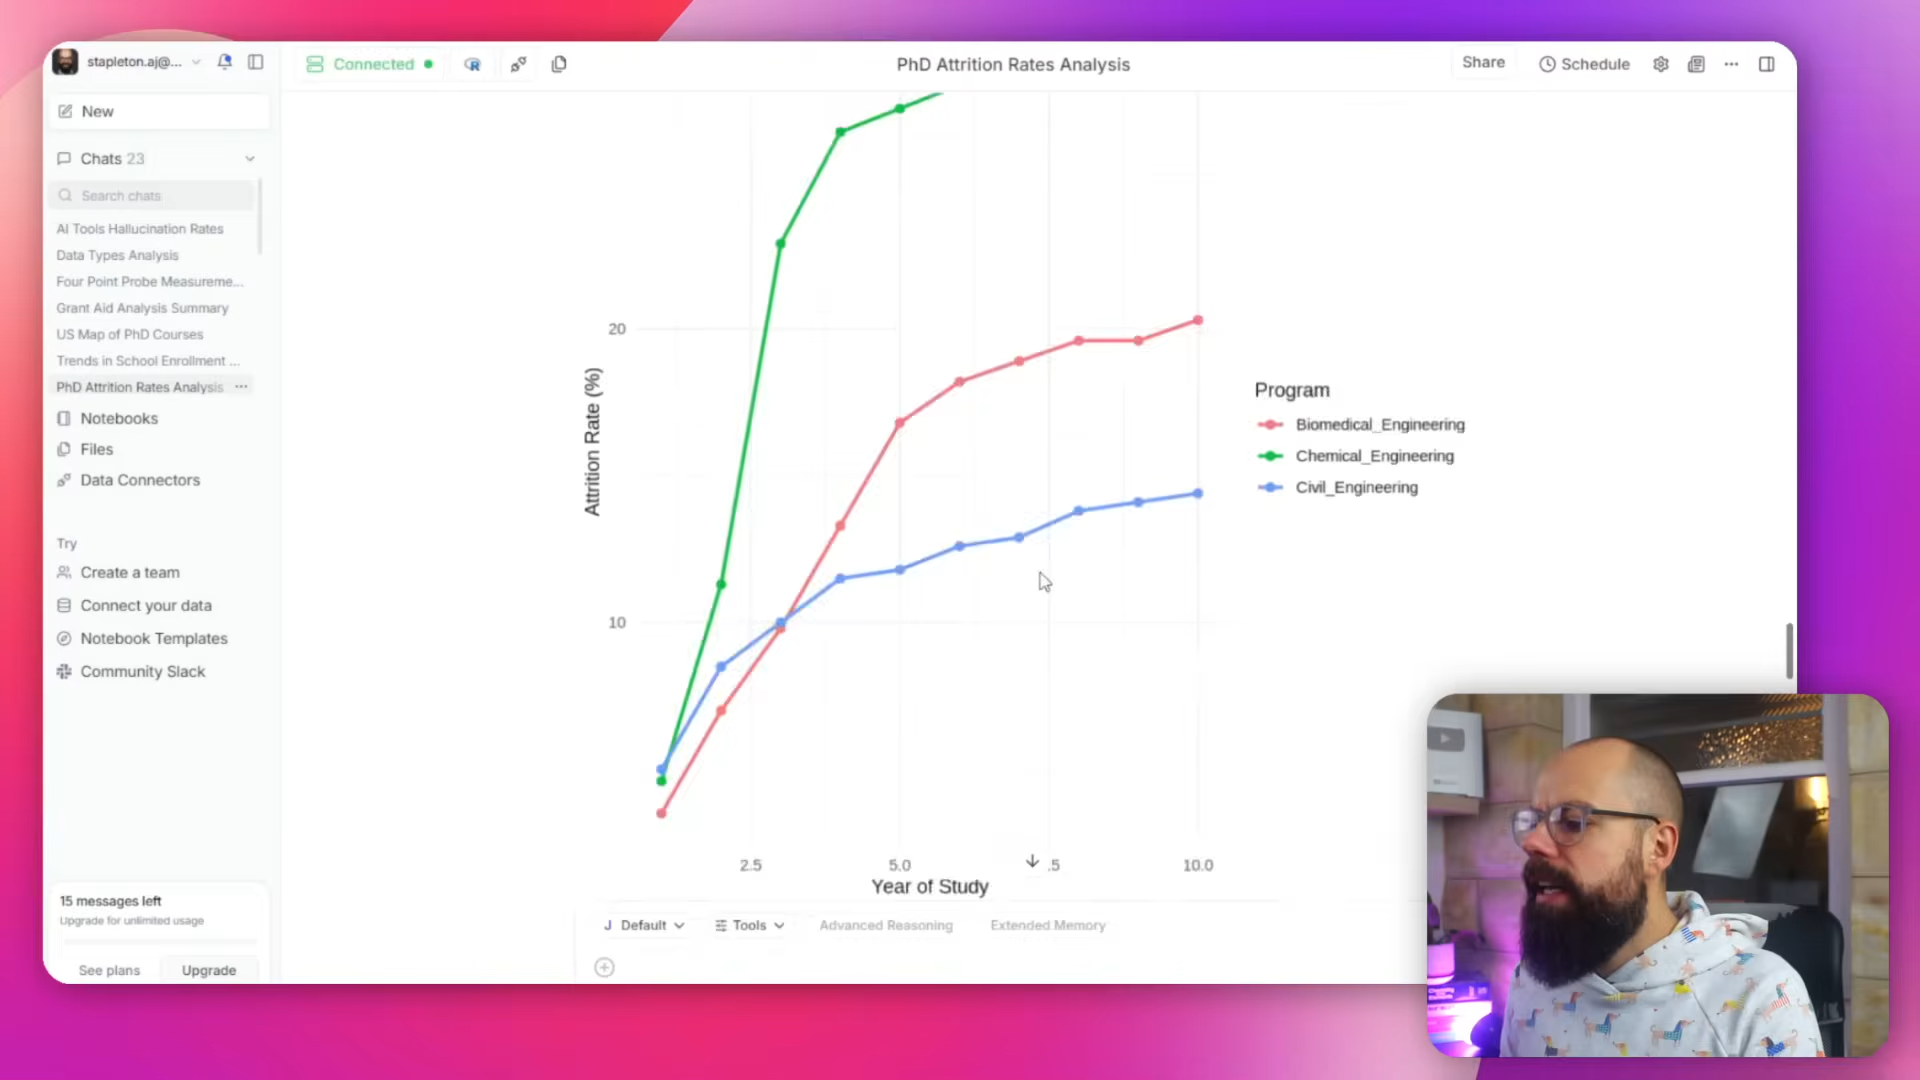 stapleton.aj@...
Connected
R
PhD Attrition Rates Analysis
Share
Schedule
New
Chats 23
Search chats
AI Tools Hallucination Rates
Data Types Analysis
Four Point Probe Measureme...
Grant Aid Analysis Summary
US Map of PhD Courses
Trends in School Enrollment ...
PhD Attrition Rates Analysis
Notebooks
Files
Data Connectors
Try
Create a team
Connect your data
Notebook Templates
Community Slack
15 messages left
Upgrade for unlimited usage
See plans
Upgrade
Attrition Rate (%)
20
10
2.5
5.0
.5
10.0
Year of Study
Program
Biomedical_Engineering
Chemical_Engineering
Civil_Engineering
Default
Tools
Advanced Reasoning
Extended Memory